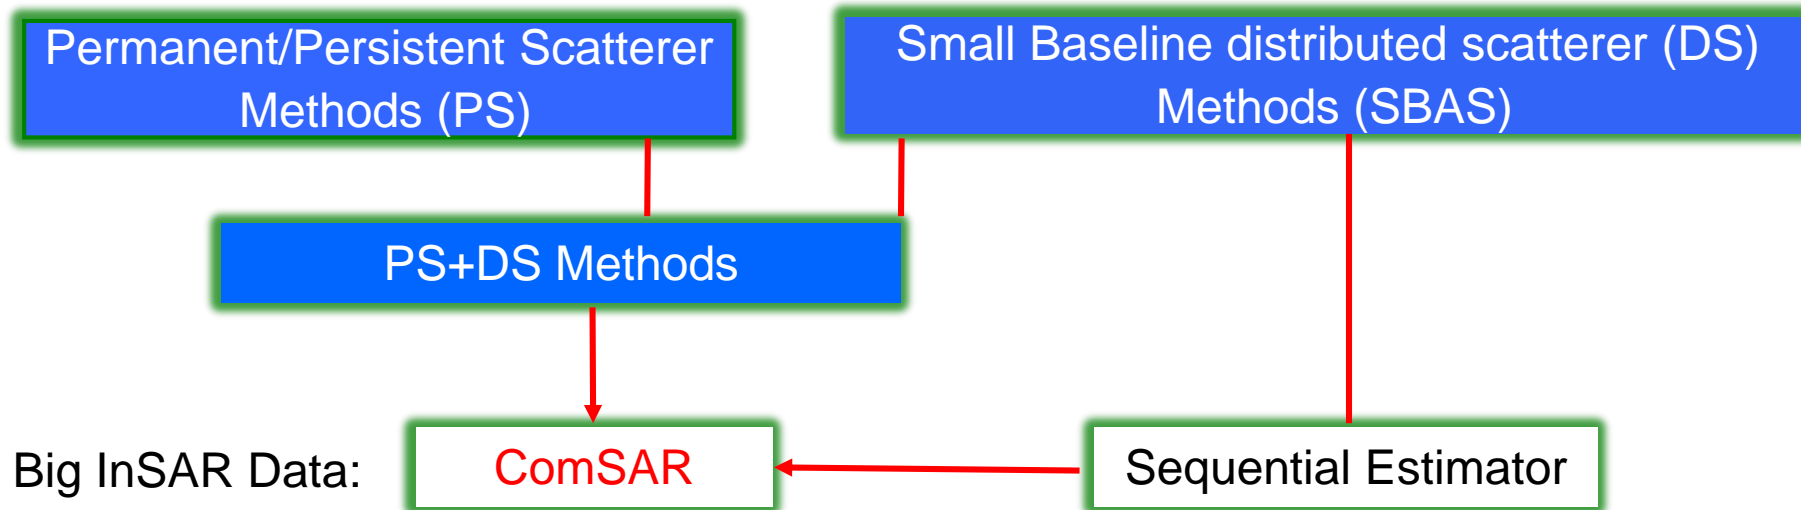 Permanent/Persistent Scatterer
Methods (PS)
Small Baseline distributed scatterer (DS)
Methods (SBAS)
PS+DS Methods
Big InSAR Data:
ComSAR
Sequential Estimator